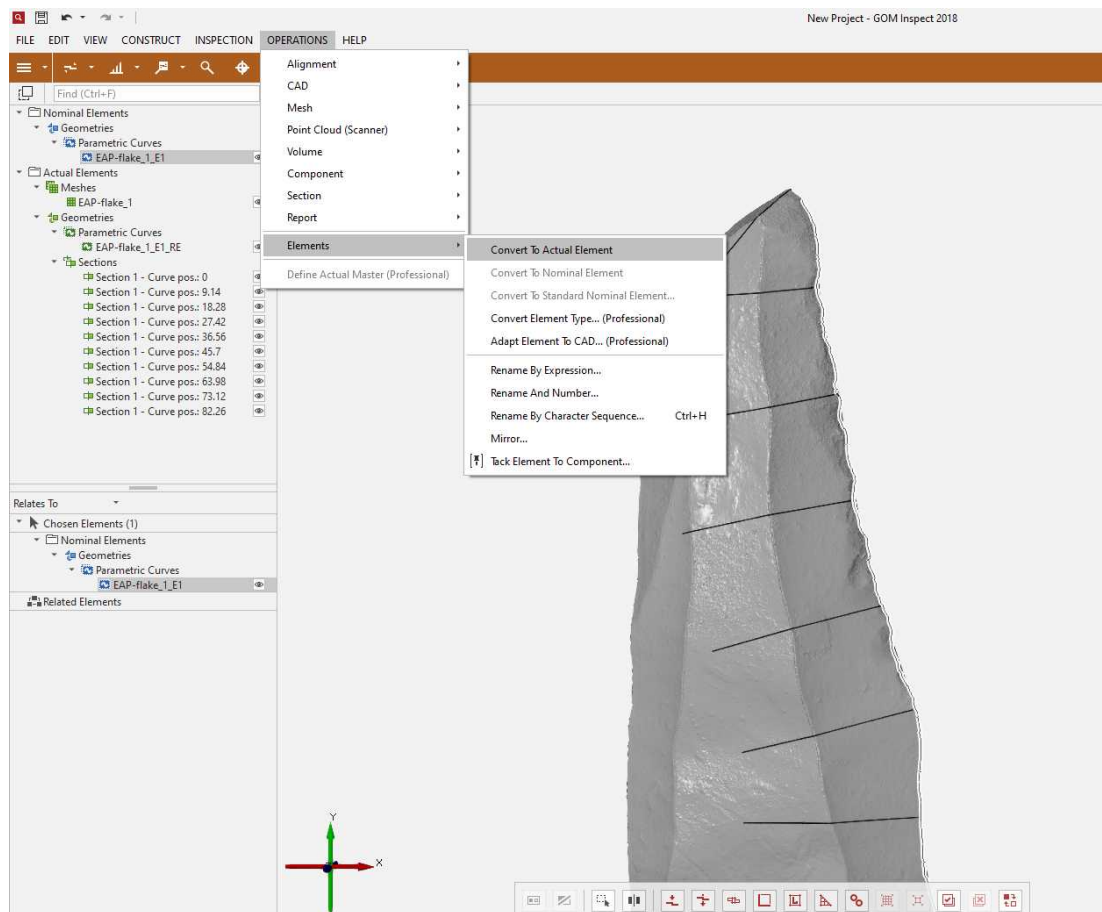 New Project - GOM Inspect 2018
FILE EDIT VIEW CONSTRUCT INSPECTION OPERATIONS HELP
Find (Ctrl+F)
Nominal Elements
Geometries
Parametric Curves
EAP-flake_1_E1
Actual Elements
Meshes
EAP-flake_1
Geometries
Parametric Curves
EAP-flake_1_E1_RE
Sections
Section 1 - Curve pos.: 0
Section 1 - Curve pos.: 9.14
Section 1 - Curve pos.: 18.28
Section 1 - Curve pos.: 27.42
Section 1 - Curve pos.: 36.56
Section 1 - Curve pos.: 45.7
Section 1 - Curve pos.: 54.84
Section 1 - Curve pos.: 63.98
Section 1 - Curve pos.: 73.12
Section 1 - Curve pos.: 82.26
Relates To
Chosen Elements (1)
Nominal Elements
Geometries
Parametric Curves
EAP-flake_1_E1
Related Elements
Alignment
CAD
Mesh
Point Cloud (Scanner)
Volume
Component
Section
Report
Elements
Define Actual Master (Professional)
Convert To Actual Element
Convert To Nominal Element
Convert To Standard Nominal Element...
Convert Element Type... (Professional)
Adapt Element To CAD... (Professional)
Rename By Expression...
Rename And Number...
Rename By Character Sequence... Ctrl+H
Mirror...
Tack Element To Component...
Y
X